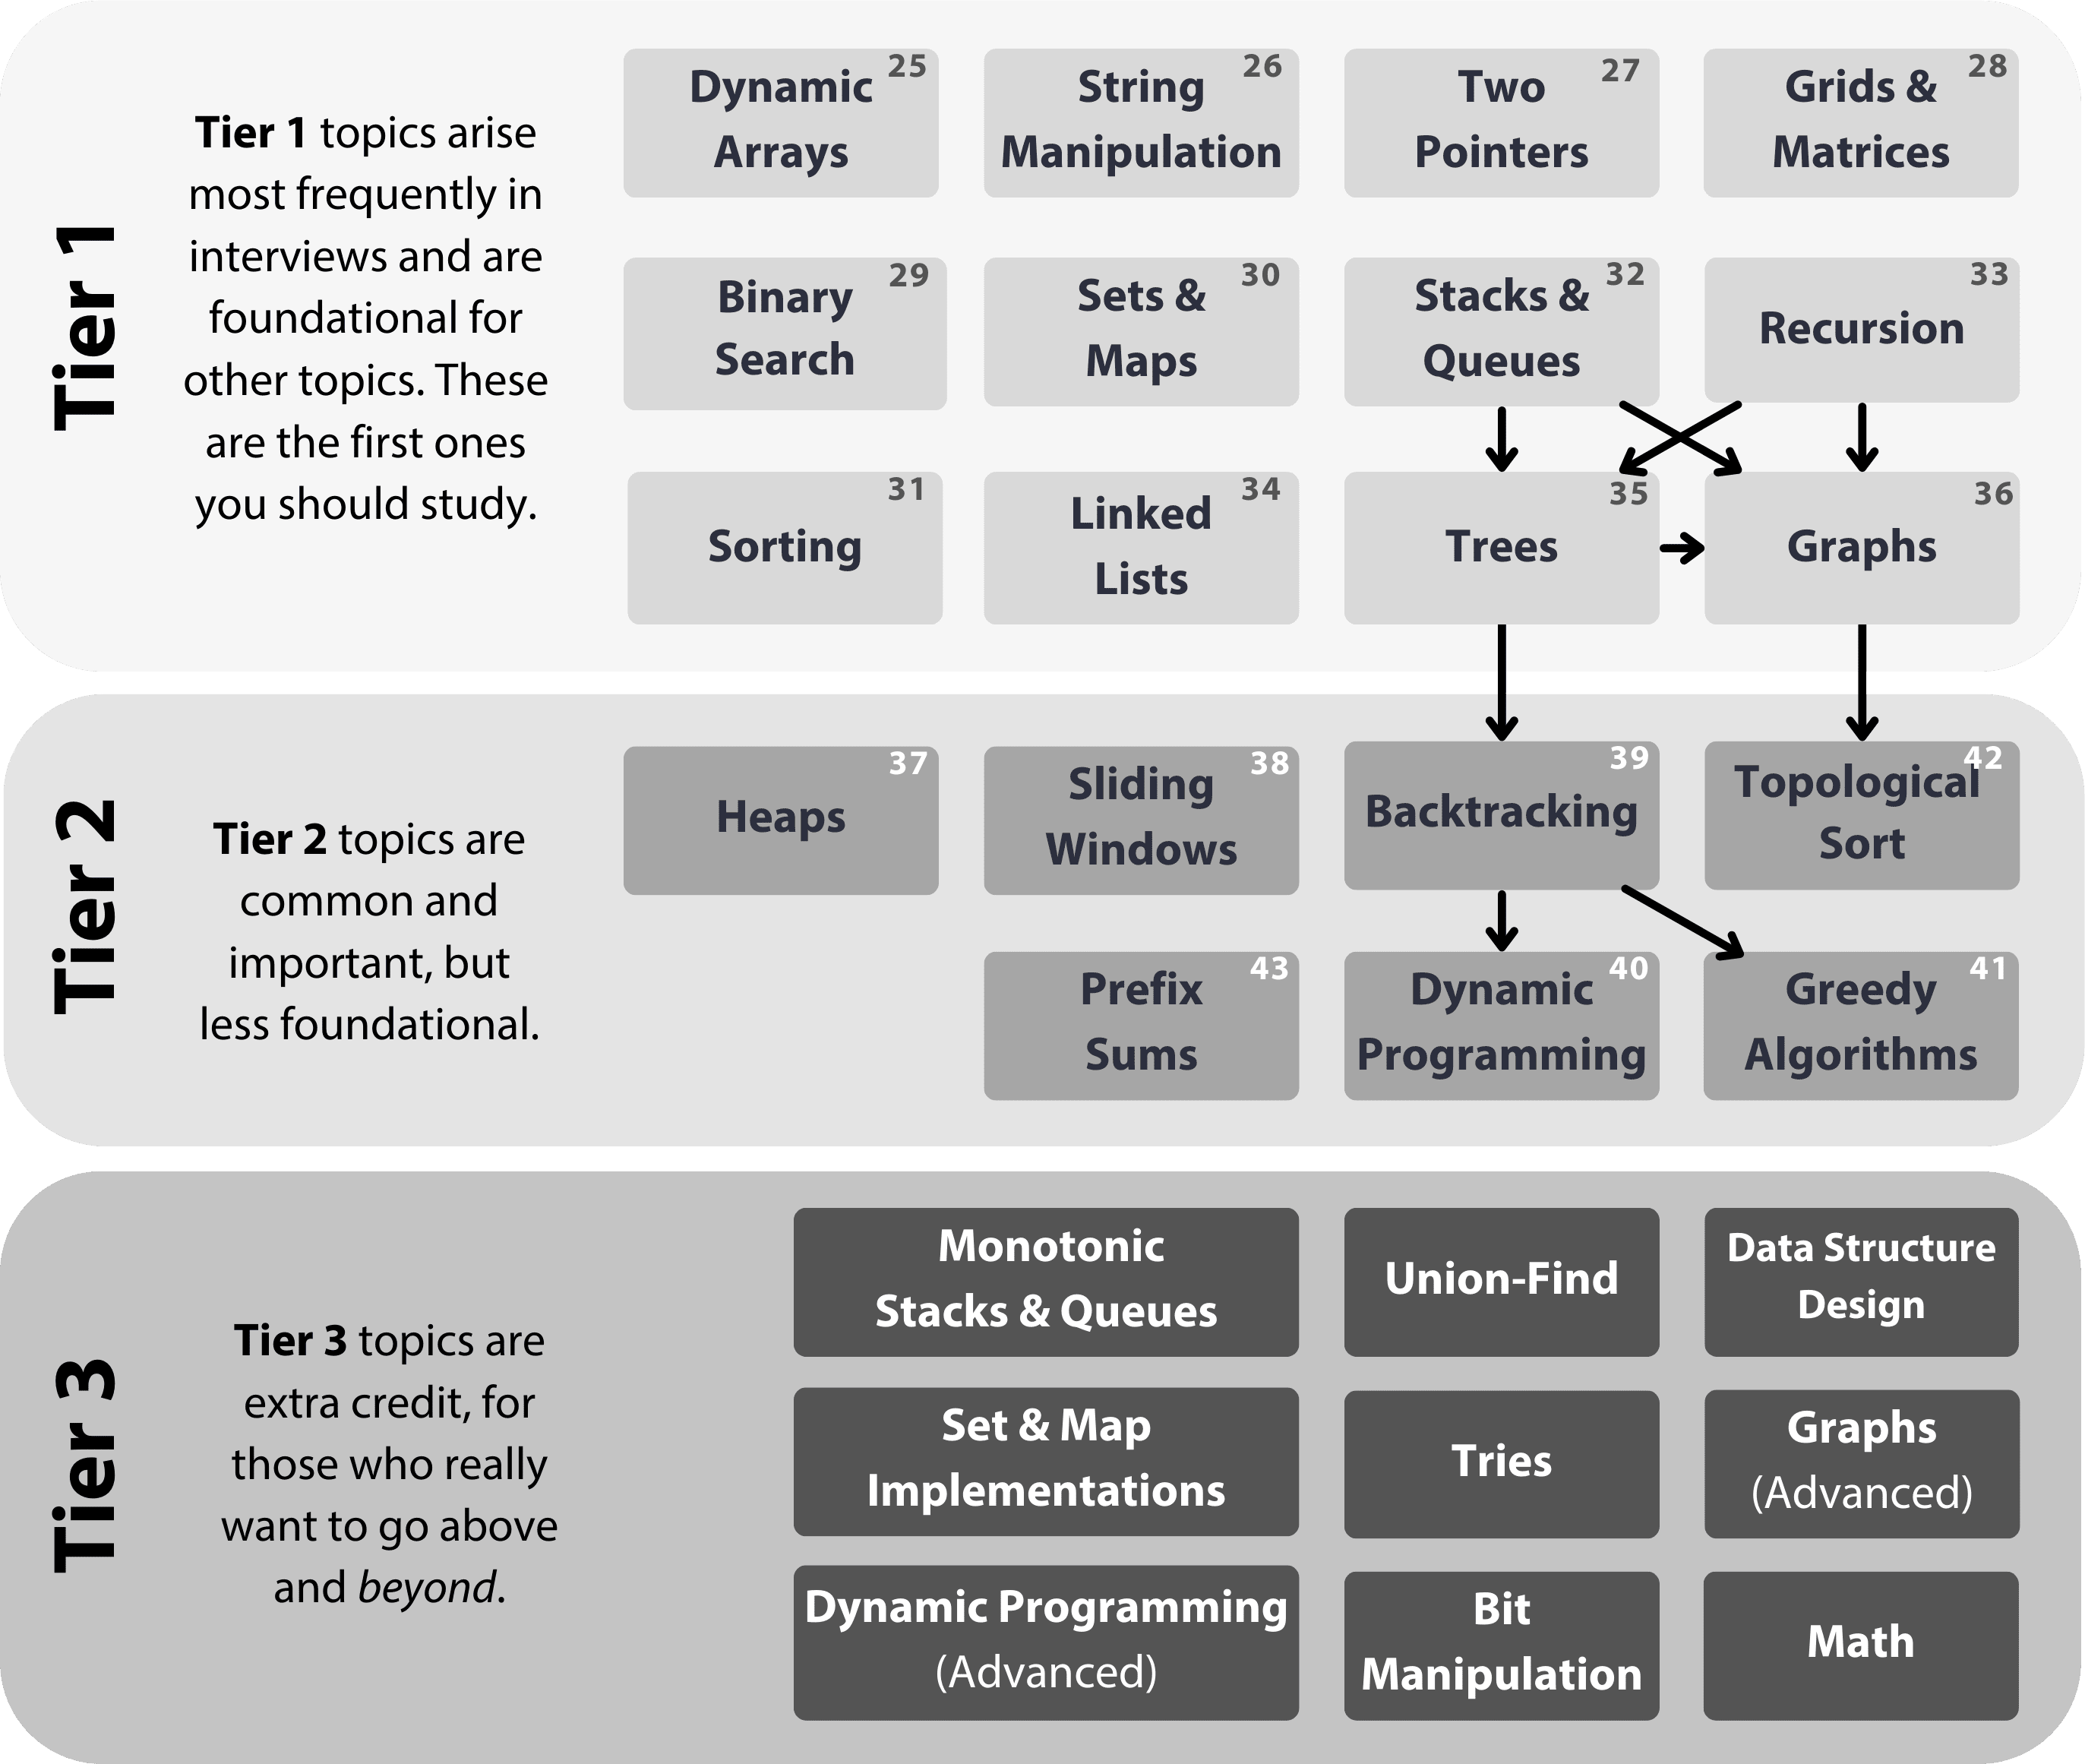 Tier 1
Tier 1 topics arise
most frequently in
interviews and are
foundational for
other topics. These
are the first ones
you should study.
25
Dynamic
Arrays
26
String
Manipulation
27
Two
Pointers
28
Grids &
Matrices
29
Binary
Search
30
Sets &
Maps
32
Stacks &
Queues
33
Recursion
31
Sorting
34
Linked
Lists
35
Trees
36
Graphs
Tier 2
Tier 2 topics are
common and
important, but
less foundational.
37
Heaps
38
Sliding
Windows
39
Backtracking
42
Topological
Sort
43
Prefix
Sums
40
Dynamic
Programming
41
Greedy
Algorithms
Tier 3
Tier 3 topics are
extra credit, for
those who really
want to go above
and beyond.
Monotonic
Stacks & Queues
Union-Find
Data Structure
Design
Set & Map
Implementations
Tries
Graphs
(Advanced)
Dynamic Programming
(Advanced)
Bit
Manipulation
Math